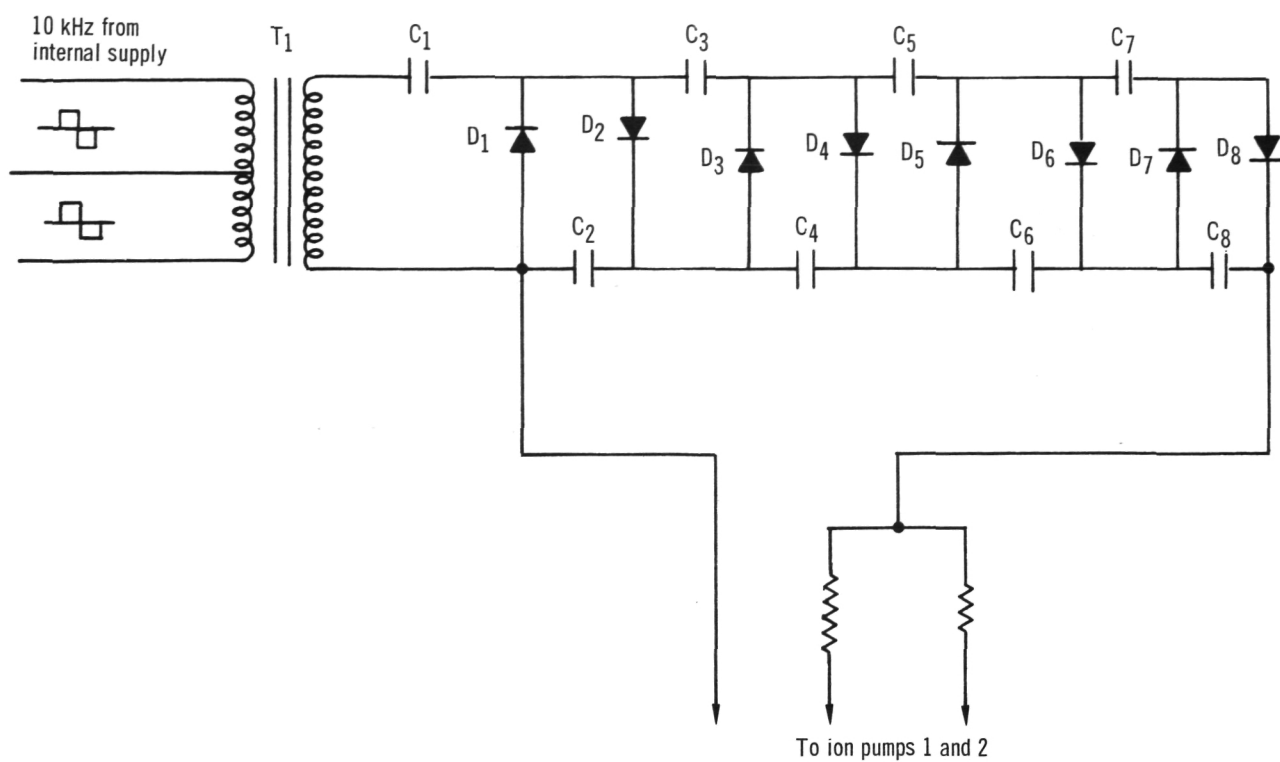 10 kHz from
internal supply
T1
C1
C3
C5
C7
D1
D2
D3
D4
D5
D6
D7
D8
C2
C4
C6
C8
To ion pumps 1 and 2